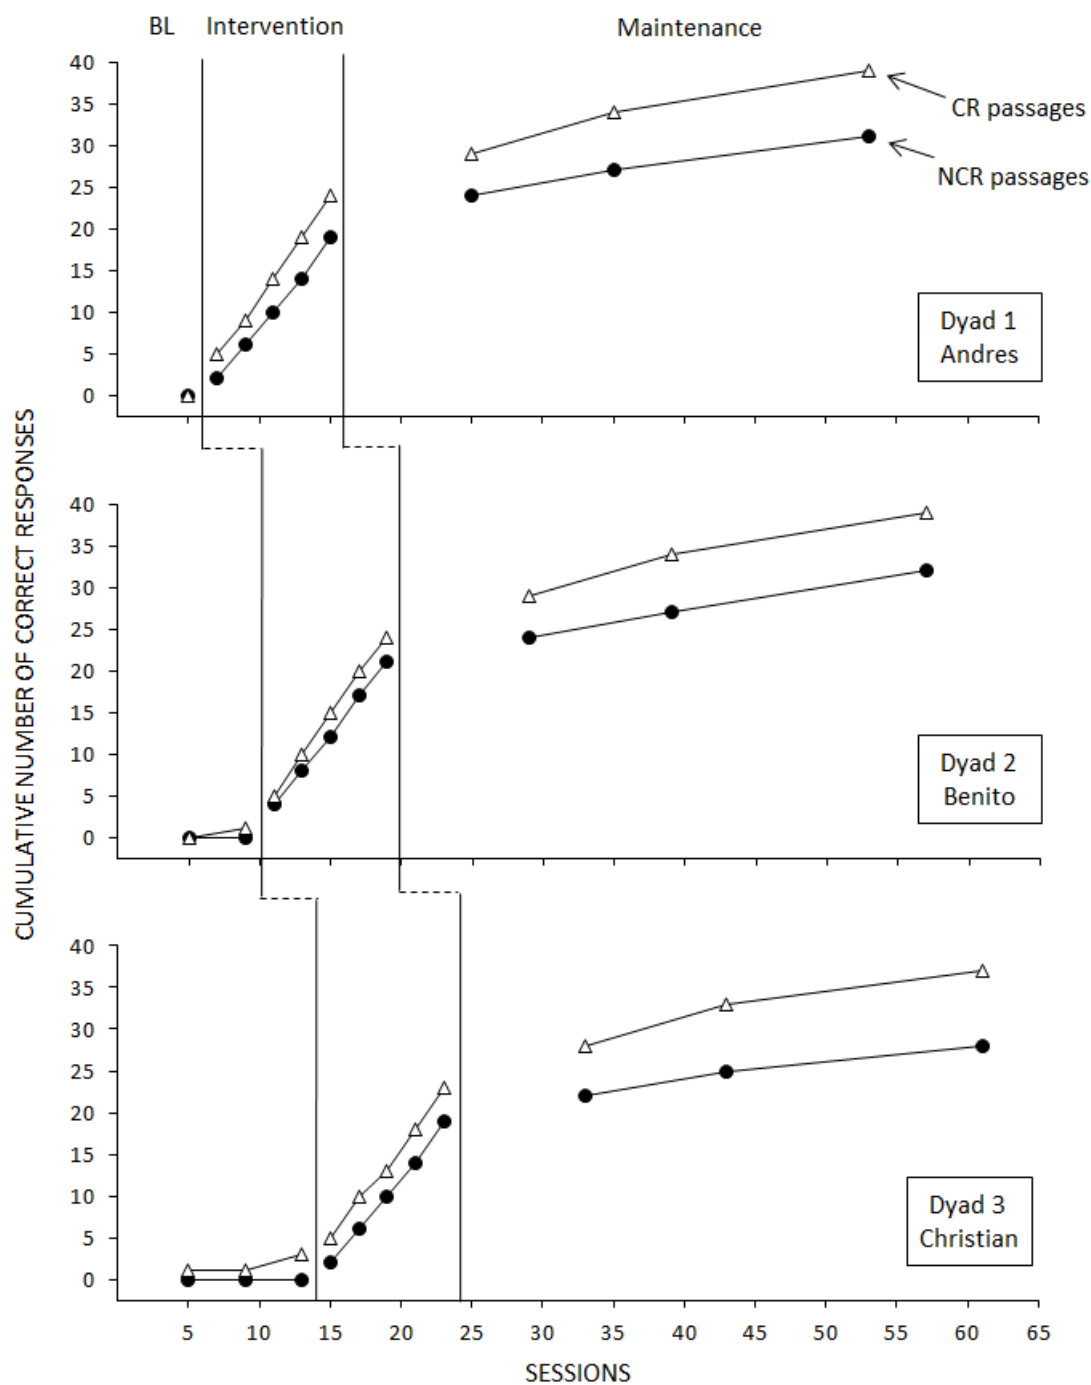 BL Intervention Maintenance
40
35
30
25
20
15
10
5
0
CR passages
NCR passages
Dyad 1
Andres
CUMULATIVE NUMBER OF CORRECT RESPONSES
40
35
30
25
20
15
10
5
0
Dyad 2
Benito
40
35
30
25
20
15
10
5
0
Dyad 3
Christian
5 10 15 20 25 30 35 40 45 50 55 60 65
SESSIONS